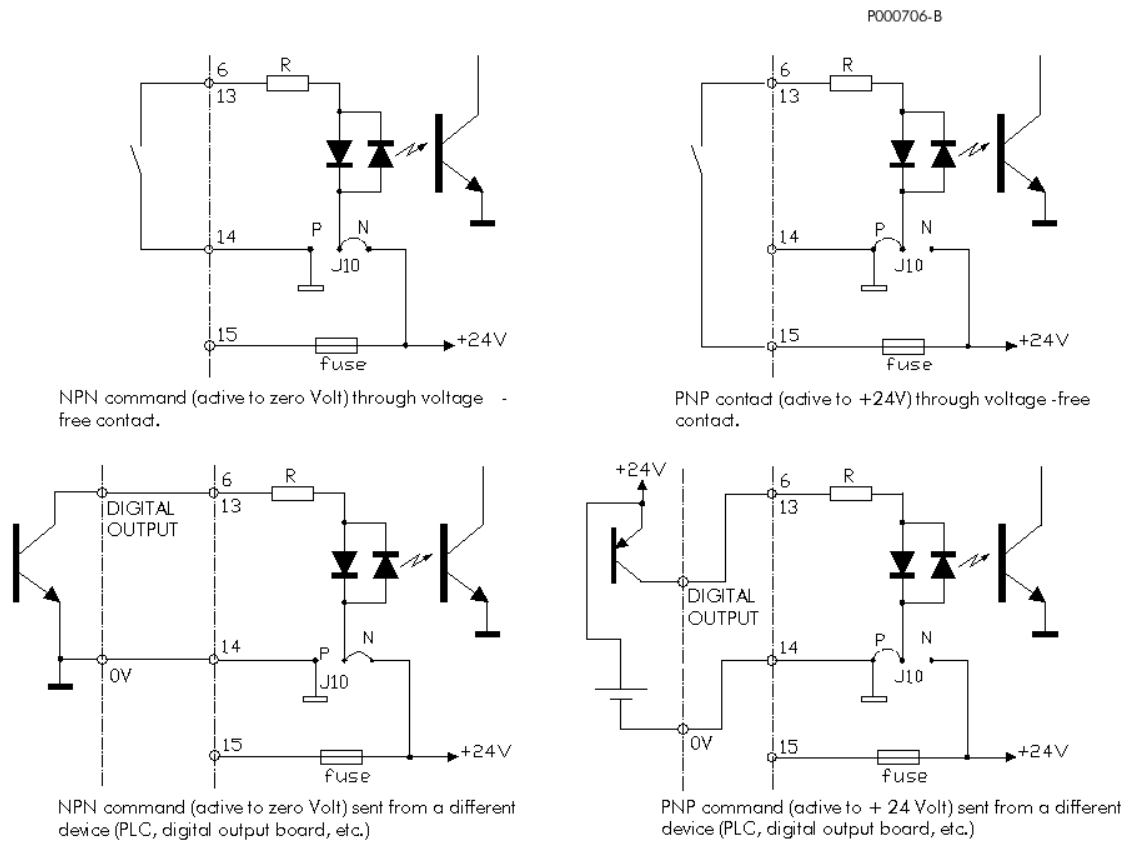 P000706-B
6
R
13
P
N
14
J10
15
+24V
fuse
NPN command (active to zero Volt) through voltage -
free contact.
6
R
13
P
N
14
J10
15
+24V
fuse
PNP contact (active to +24V) through voltage -free
contact.
6
R
DIGITAL
OUTPUT
13
14
P
N
0V
J10
15
+24V
fuse
NPN command (active to zero Volt) sent from a different
device (PLC, digital output board, etc.)
+24V
6
R
13
DIGITAL
OUTPUT
14
P
N
J10
0V
15
+24V
fuse
PNP command (active to + 24 Volt) sent from a different
device (PLC, digital output board, etc.)